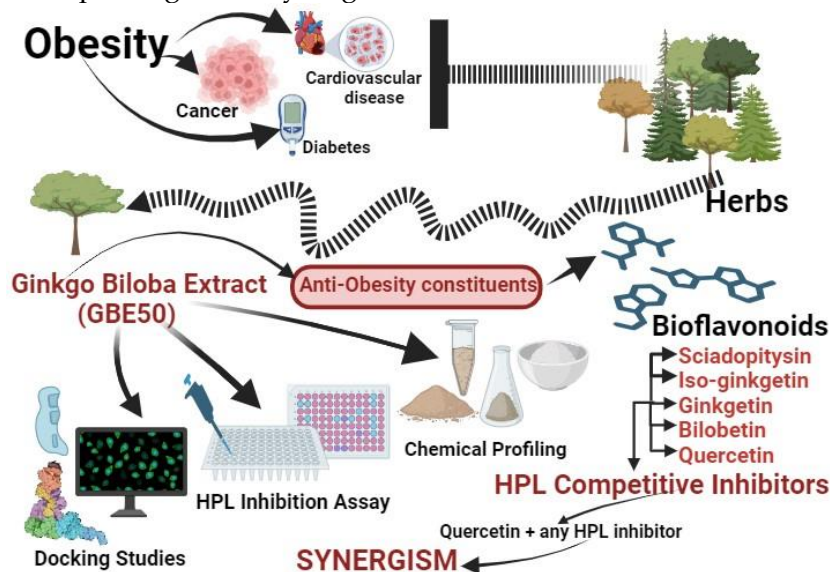 Obesity
Cardiovascular
disease
Cancer
Diabetes
Herbs
Ginkgo Biloba Extract
(GBE50)
Anti-Obesity constituents
Bioflavonoids
Sciadopitysin
Iso-ginkgetin
Ginkgetin
Bilobetin
Quercetin
Chemical Profiling
HPL Inhibition Assay
HPL Competitive Inhibitors
Docking Studies
Quercetin + any HPL inhibitor
SYNERGISM